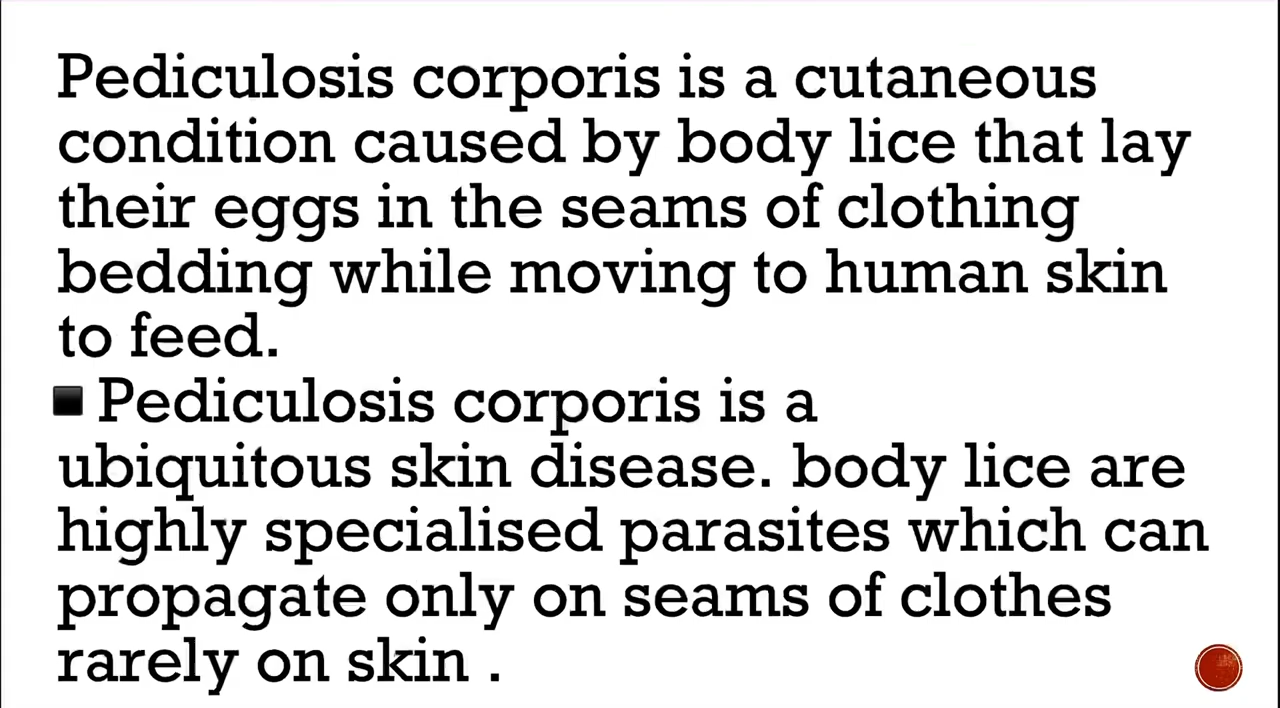 Pediculosis corporis is a cutaneous
condition caused by body lice that lay
their eggs in the seams of clothing
bedding while moving to human skin
to feed.
▪ Pediculosis corporis is a
ubiquitous skin disease. body lice are
highly specialised parasites which can
propagate only on seams of clothes
rarely on skin .